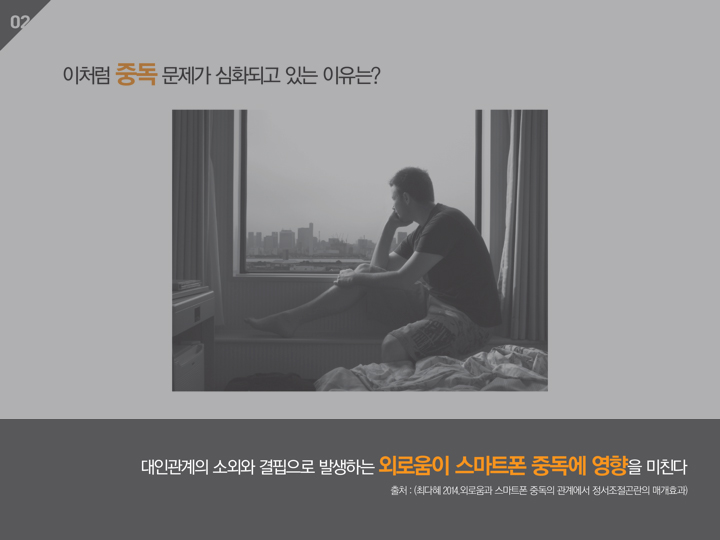 02
이처럼 중독 문제가 심화되고 있는 이유는?
대인관계의 소외와 결핍으로 발생하는 외로움이 스마트폰 중독에 영향을 미친다
출처 : (최다혜 2014,외로움과 스마트폰 중독의 관계에서 정서조절곤란의 매개효과)